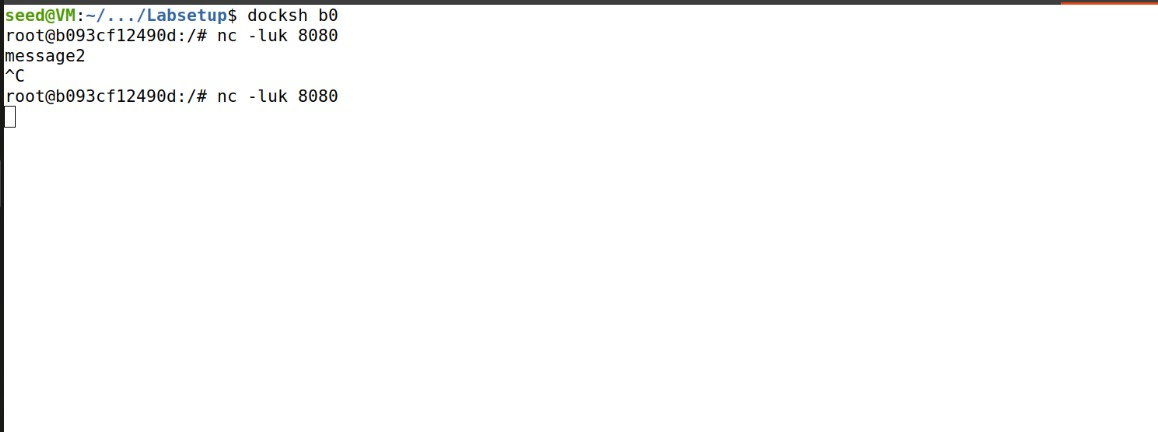 seed@VM:~/.../Labsetup$ docksh b0
root@b093cf12490d:/# nc -luk 8080
message2
^C
root@b093cf12490d:/# nc -luk 8080